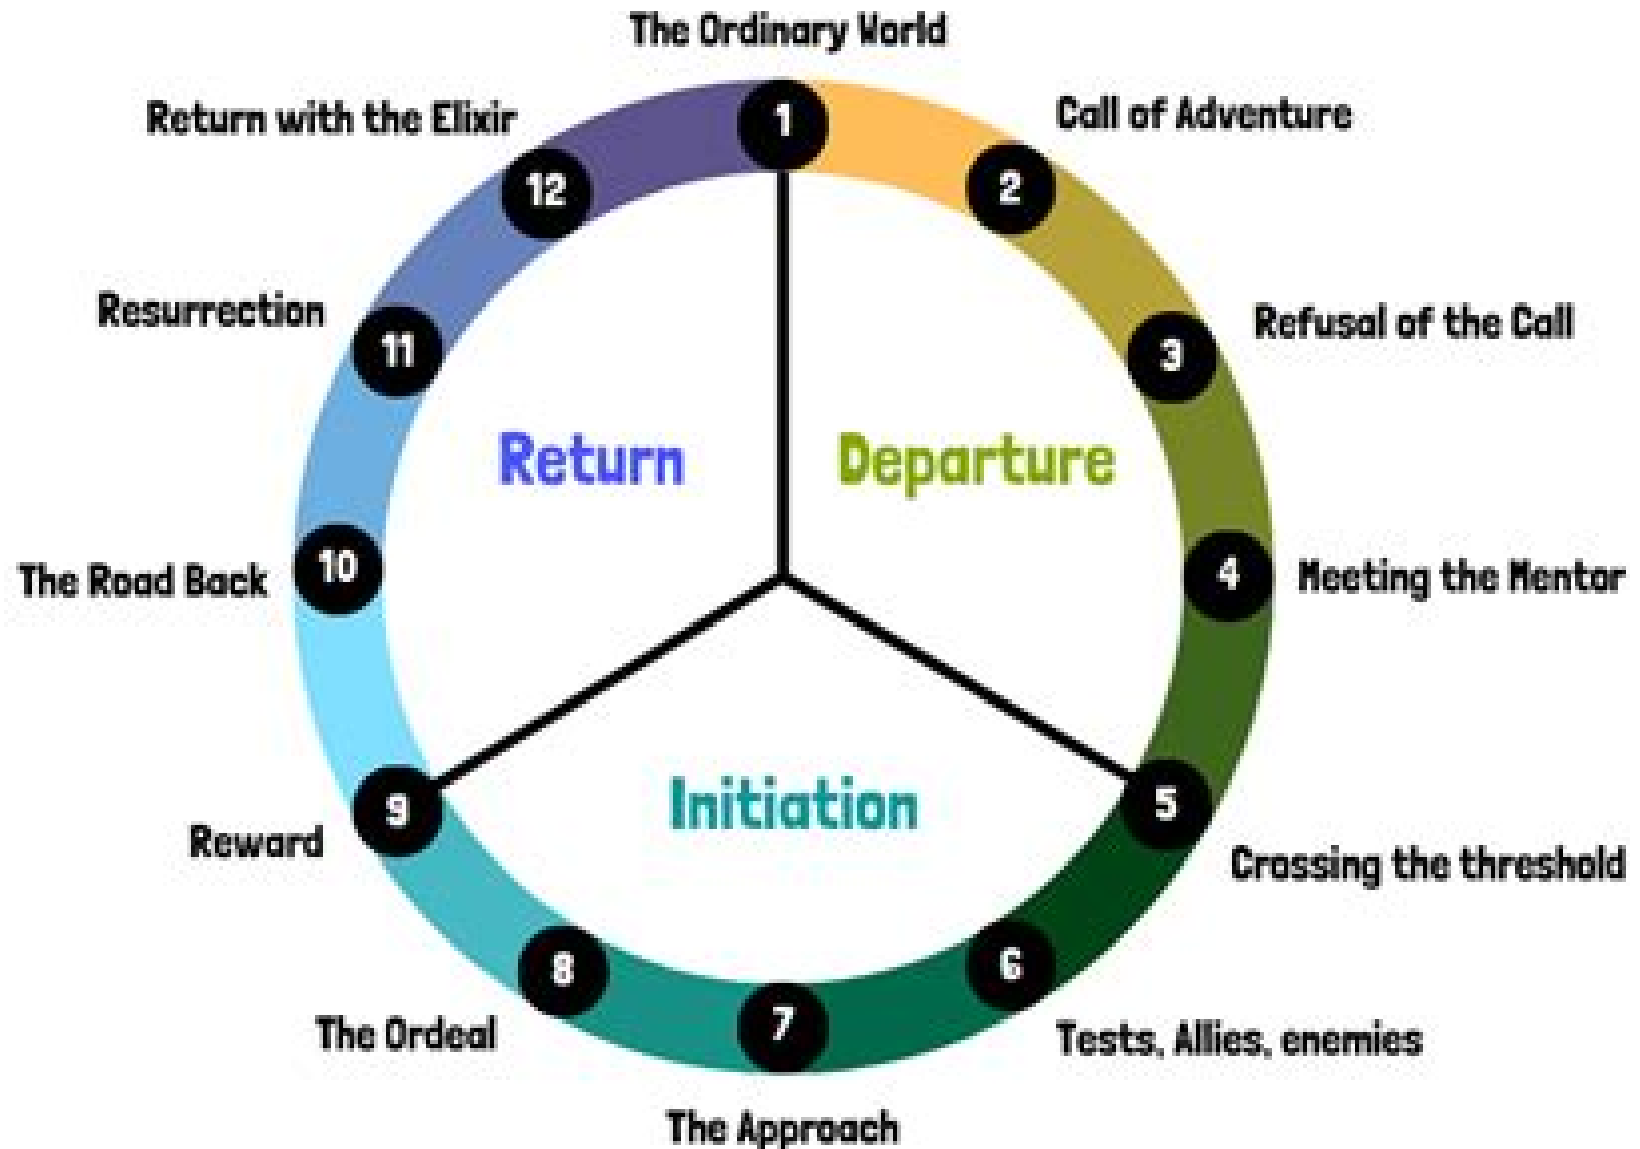 The Ordinary World
1
Call of Adventure
2
Refusal of the Call
3
Meeting the Mentor
4
Crossing the threshold
5
Tests, Allies, enemies
6
The Approach
7
The Ordeal
8
Reward
9
The Road Back
10
Resurrection
11
Return with the Elixir
12
Return
Departure
Initiation